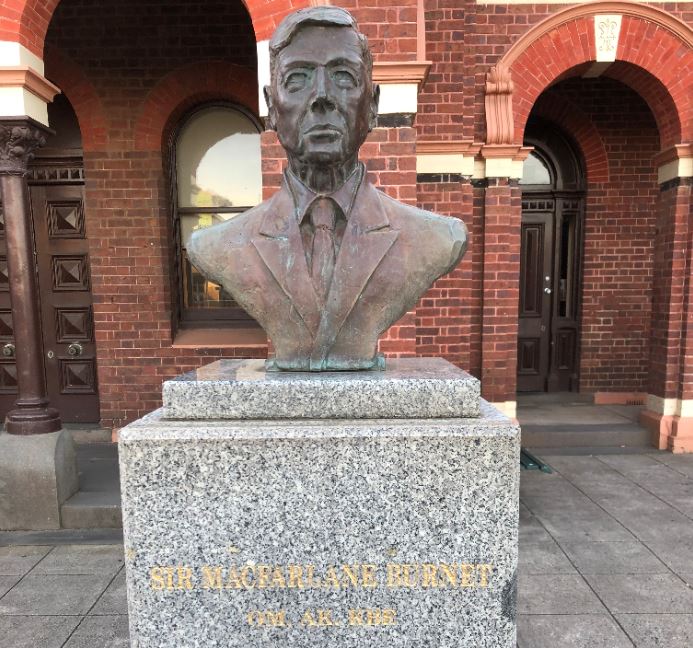 SIR MACFARLANE BURNET
OM. AK. KBE